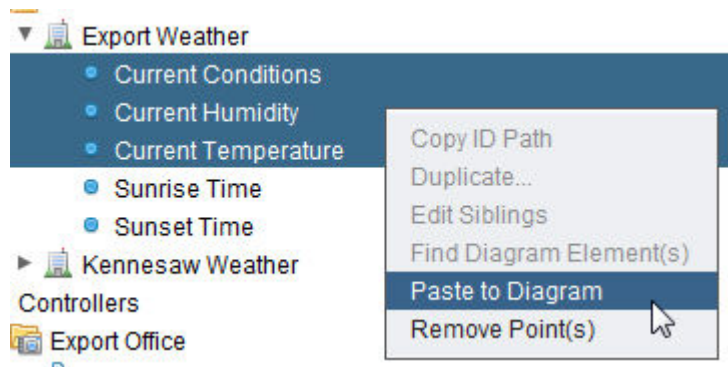 Export Weather
Current Conditions
Current Humidity
Current Temperature
Sunrise Time
Sunset Time
Kennesaw Weather
Controllers
Export Office
Copy ID Path
Duplicate...
Edit Siblings
Find Diagram Element(s)
Paste to Diagram
Remove Point(s)